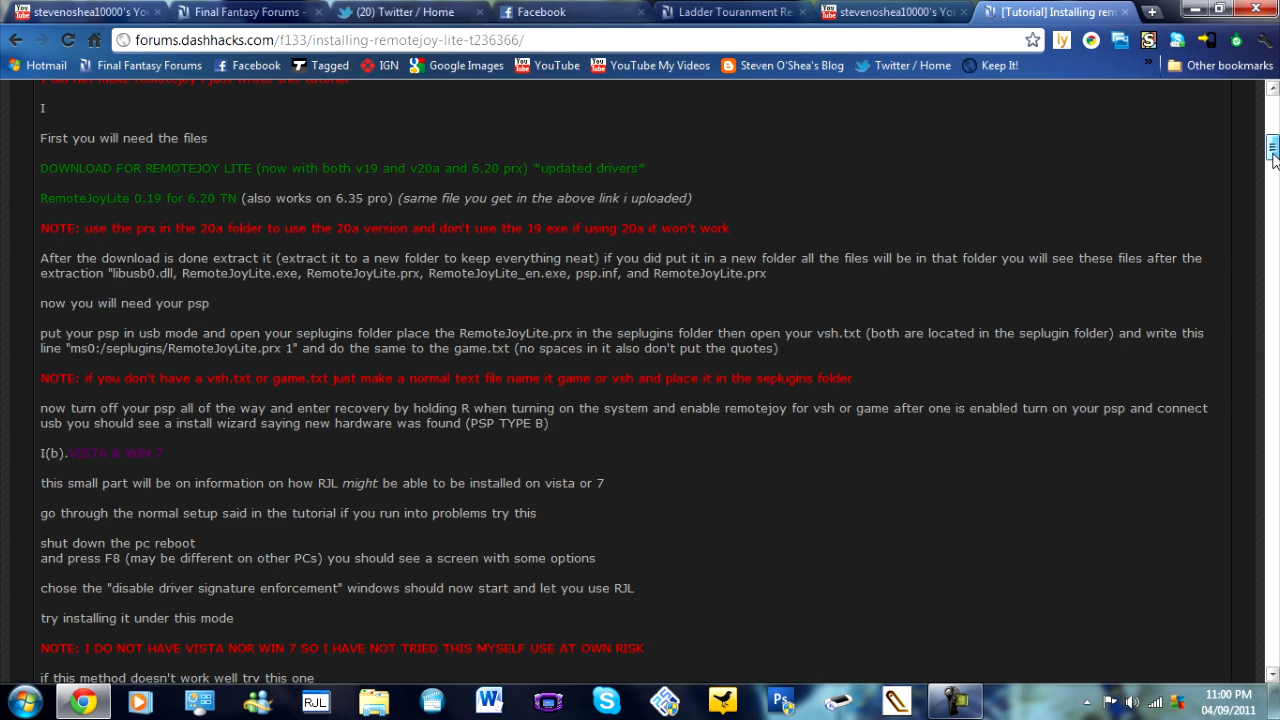 stevenoshea10000's Yo
Final Fantasy Forums -
(20) Twitter / Home
Facebook
Ladder Touranment Re
stevenoshea10000's Yo
[Tutorial] Installing rem
forums.dashhacks.com/f133/installing-remotejoy-lite-t236366/
Hotmail
Final Fantasy Forums
Facebook
Tagged
IGN
Google Images
YouTube
YouTube My Videos
Steven O'Shea's Blog
Twitter / Home
Keep It!
»
Other bookmarks
I did not make remotejoy I just wrote this tutorial
I
First you will need the files
DOWNLOAD FOR REMOTEJOY LITE (now with both v19 and v20a and 6.20 prx) *updated drivers*
RemoteJoyLite 0.19 for 6.20 TN (also works on 6.35 pro) (same file you get in the above link i uploaded)
NOTE: use the prx in the 20a folder to use the 20a version and don't use the 19 exe if using 20a it won't work
After the download is done extract it (extract it to a new folder to keep everything neat) if you did put it in a new folder all the files will be in that folder you will see these files after the
extraction "libusb0.dll, RemoteJoyLite.exe, RemoteJoyLite.prx, RemoteJoyLite_en.exe, psp.inf, and RemoteJoyLite.prx
now you will need your psp
put your psp in usb mode and open your seplugins folder place the RemoteJoyLite.prx in the seplugins folder then open your vsh.txt (both are located in the seplugin folder) and write this
line "ms0:/seplugins/RemoteJoyLite.prx 1" and do the same to the game.txt (no spaces in it also don't put the quotes)
NOTE: if you don't have a vsh.txt or game.txt just make a normal text file name it game or vsh and place it in the seplugins folder
now turn off your psp all of the way and enter recovery by holding R when turning on the system and enable remotejoy for vsh or game after one is enabled turn on your psp and connect
usb you should see a install wizard saying new hardware was found (PSP TYPE B)
I(b).VISTA & WIN 7
this small part will be on information on how RJL might be able to be installed on vista or 7
go through the normal setup said in the tutorial if you run into problems try this
shut down the pc reboot
and press F8 (may be different on other PCs) you should see a screen with some options
chose the "disable driver signature enforcement" windows should now start and let you use RJL
try installing it under this mode
NOTE: I DO NOT HAVE VISTA NOR WIN 7 SO I HAVE NOT TRIED THIS MYSELF USE AT OWN RISK
if this method doesn't work well try this one
RJL
11:00 PM
04/09/2011